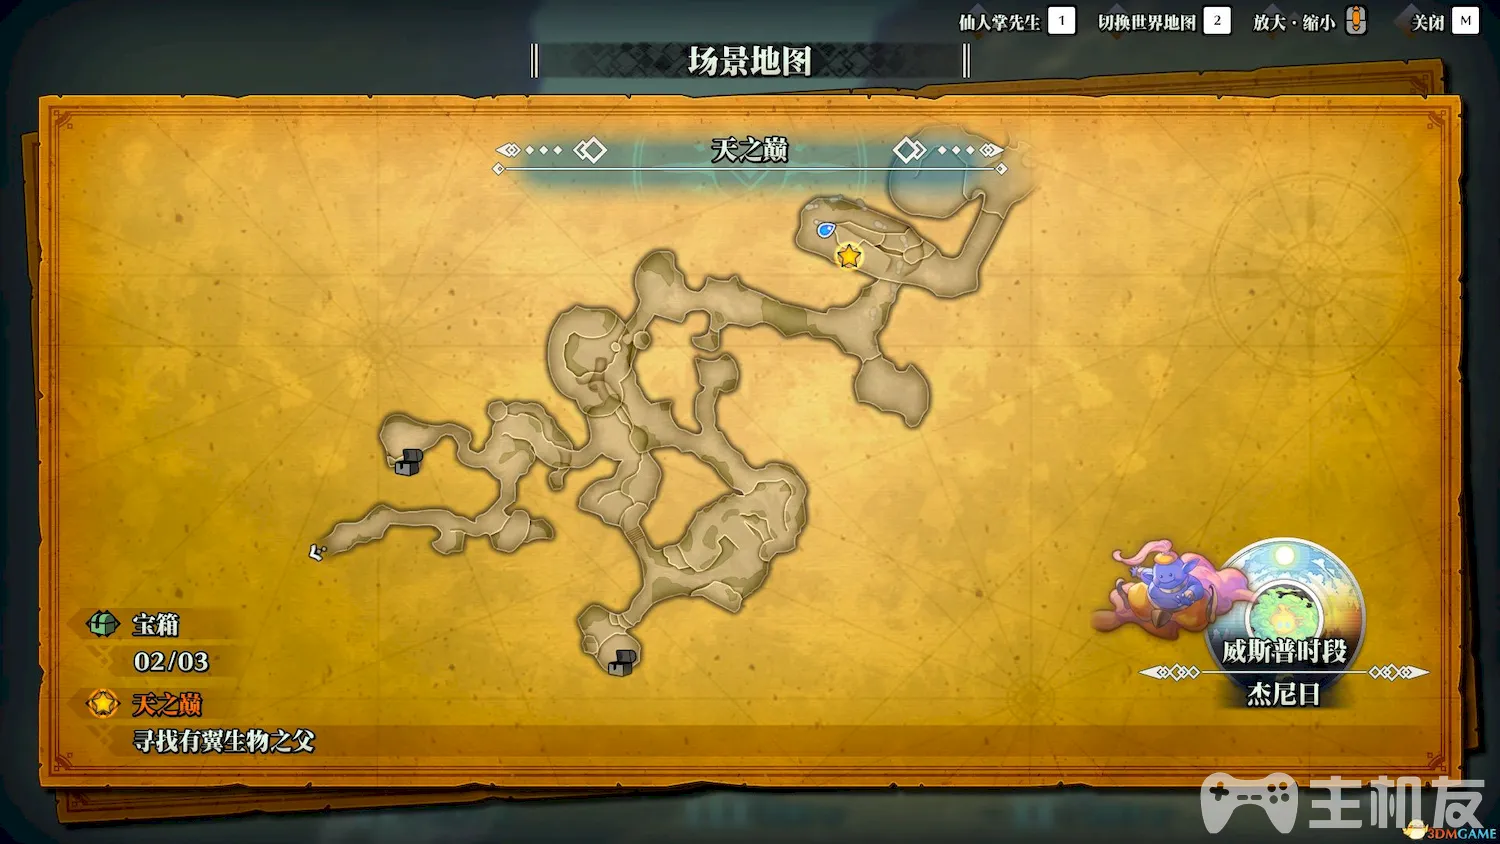 仙人掌先生 1 切换世界地图 2 放大·缩小 关闭 M
场景地图
天之巅
宝箱
02/03
天之巅
寻找有翼生物之父
威斯普时段
杰尼日
主机友
3DMGAME